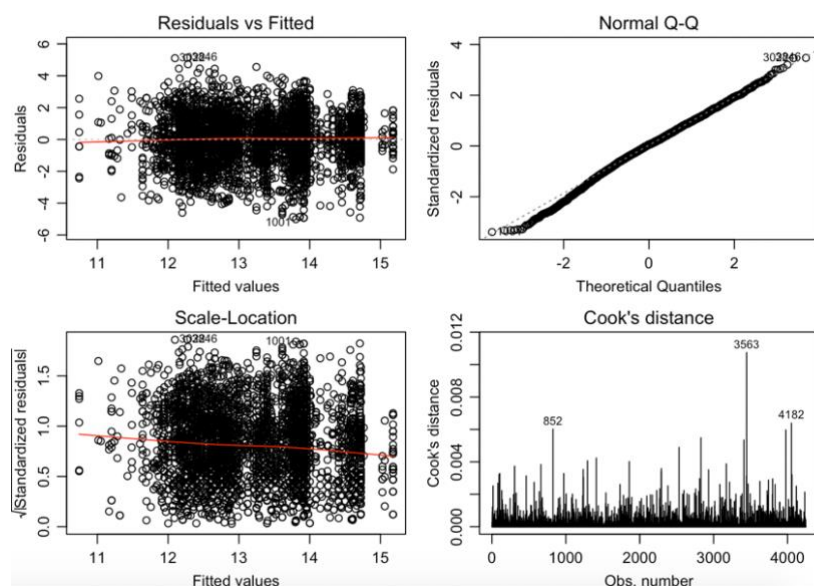 Residuals vs Fitted
Residuals
6
4
2
0
-2
-4
-6
1001
11 12 13 14 15
Fitted values
Normal Q-Q
Standardized residuals
4
2
0
-2
-2 0 2
Theoretical Quantiles
Scale-Location
√|Standardized residuals|
1.5
1.0
0.5
0.0
1001
11 12 13 14 15
Fitted values
Cook's distance
Cook's distance
0.012
0.008
0.004
0.000
852
3563
4182
0 1000 2000 3000 4000
Obs. number